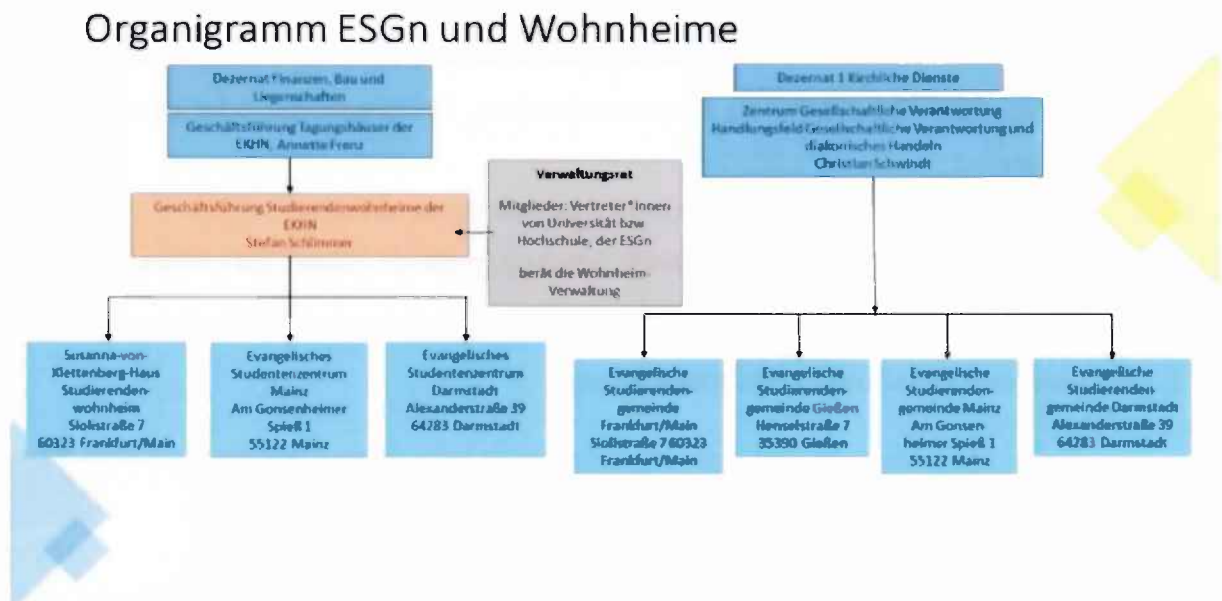 Organigramm ESGn und Wohnheime
Dezernat Finanzen, Bau und
Liegenschaften
Geschäftsführung Tagungshäuser der
EKHN, Annette Frenz
Geschäftsführung Studierendenwohnheime der
EKHN
Stefan Schlimmer
Verwaltungsrat
Mitglieder: Vertreter*innen
von Universität bzw
Hochschule, der ESGn
berät die Wohnheim-
Verwaltung
Susanna-von-
Klettenberg-Haus
Studierenden-
wohnheim
60323 Frankfurt/Main
Evangelisches
Studentenzentrum
Mainz
Am Gonsenheimer
Spieß 1
55122 Mainz
Evangelisches
Studentenzentrum
Darmstadt
Alexanderstraße 39
64283 Darmstadt
Dezernat 1 Kirchliche Dienste
Zentrum Gesellschaftliche Verantwortung
Handlungsfeld Gesellschaftliche Verantwortung und
diakonisches Handeln
Christian Schwindt
Evangelische
Studierenden-
gemeinde
Frankfurt/Main
60323
Frankfurt/Main
Evangelische
Studierenden-
gemeinde Gießen
Henselstraße 7
35390 Gießen
Evangelische
Studierenden-
gemeinde Mainz
Am Gonsen
heimer Spieß 1
55122 Mainz
Evangelische
Studierenden-
gemeinde Darmstadt
Alexanderstraße 39
64283 Darmstadt